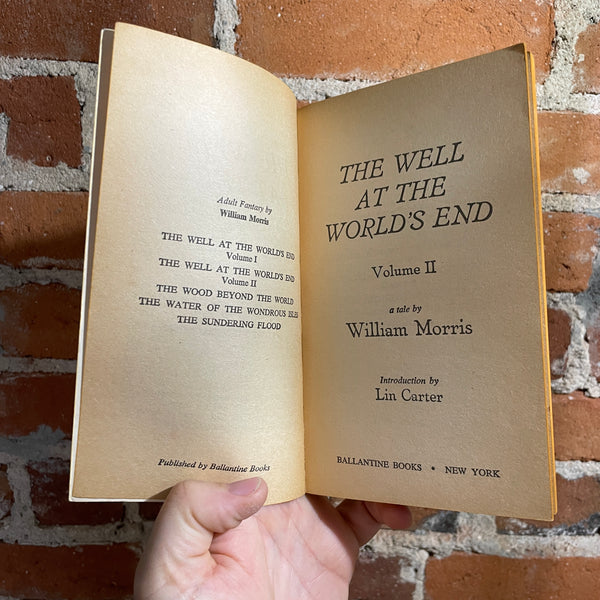 Adult Fantasy by
William Morris
THE WELL AT THE WORLD'S END
Volume I
THE WELL AT THE WORLD'S END
Volume II
THE WOOD BEYOND THE WORLD
THE WATER OF THE WONDROUS ISLES
THE SUNDERING FLOOD
Published by Ballantine Books
THE WELL
AT THE
WORLD'S END
Volume II
a tale by
William Morris
Introduction by
Lin Carter
BALLANTINE BOOKS • NEW YORK